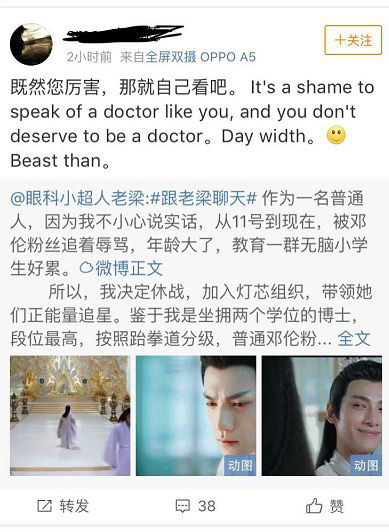 ＋关注
2小时前 来自全屏双摄 OPPO A5
既然您厉害，那就自己看吧。It's a shame to
speak of a doctor like you, and you don't
deserve to be a doctor。Day width。
Beast than。
@眼科小超人老梁:#跟老梁聊天# 作为一名普通
人，因为我不小心说实话，从11号到现在，被邓
伦粉丝追着辱骂，年龄大了，教育一群无脑小学
生好累。微博正文
所以，我决定休战，加入灯芯组织，带领她
们正能量追星。鉴于我是坐拥两个学位的博士，
段位最高，按照跆拳道分级，普通邓伦粉... 全文
动图
动图
转发
38
赞